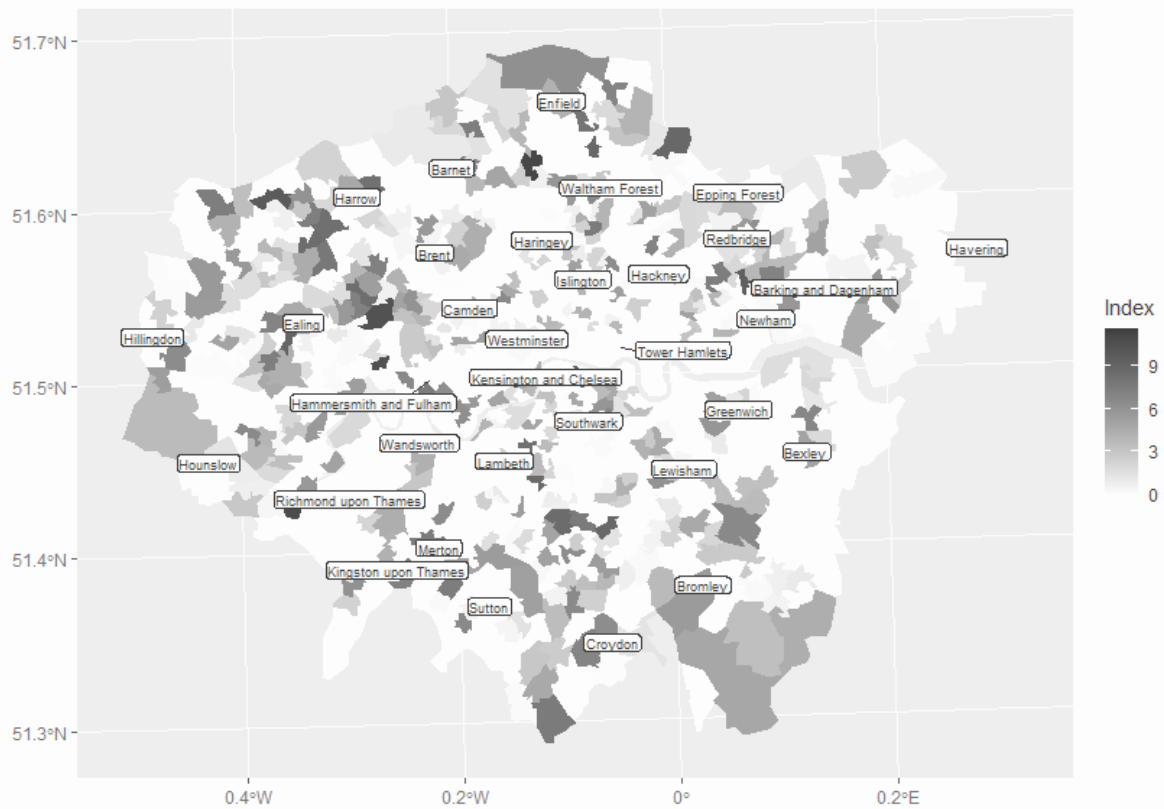 51.7°N
Enfield
Barnet
Waltham Forest
Epping Forest
Harrow
51.6°N
Haringey
Redbridge
Havering
Brent
Hackney
Islington
Barking and Dagenham
Camden
Newham
Index
Ealing
Hillingdon
Westminster
Tower Hamlets
9
51.5°N
Kensington and Chelsea
6
Hammersmith and Fulham
Greenwich
Southwark
3
Wandsworth
Bexley
Hounslow
Lambeth
Lewisham
0
Richmond upon Thames
51.4°N
Merton
Kingston upon Thames
Bromley
Sutton
Croydon
51.3°N
0.4°W
0.2°W
0°
0.2°E